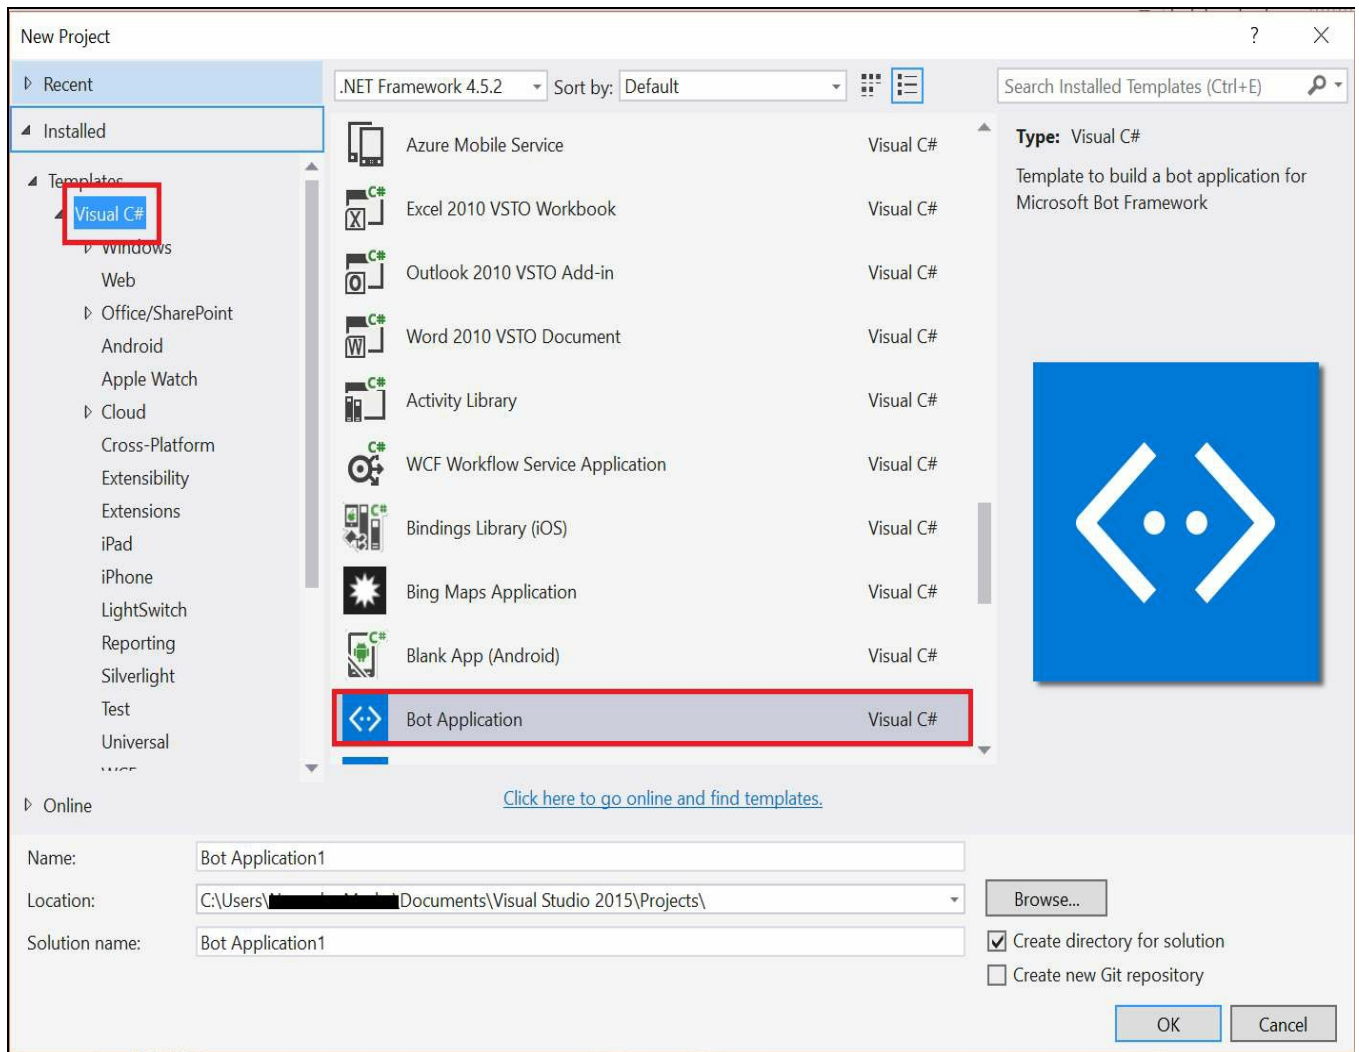 New Project
?
Recent
.NET Framework 4.5.2
Sort by:
Default
Search Installed Templates (Ctrl+E)
Installed
Templates
Visual C#
Windows
Web
Office/SharePoint
Android
Apple Watch
Cloud
Cross-Platform
Extensibility
Extensions
iPad
iPhone
LightSwitch
Reporting
Silverlight
Test
Universal
Online
Azure Mobile Service Visual C#
Excel 2010 VSTO Workbook Visual C#
Outlook 2010 VSTO Add-in Visual C#
Word 2010 VSTO Document Visual C#
Activity Library Visual C#
WCF Workflow Service Application Visual C#
Bindings Library (iOS) Visual C#
Bing Maps Application Visual C#
Blank App (Android) Visual C#
Bot Application Visual C#
Click here to go online and find templates.
Type: Visual C#
Template to build a bot application for
Microsoft Bot Framework
Name: Bot Application1
Location: C:\Users\ Documents\Visual Studio 2015\Projects\
Browse...
Solution name: Bot Application1
Create directory for solution
Create new Git repository
OK
Cancel